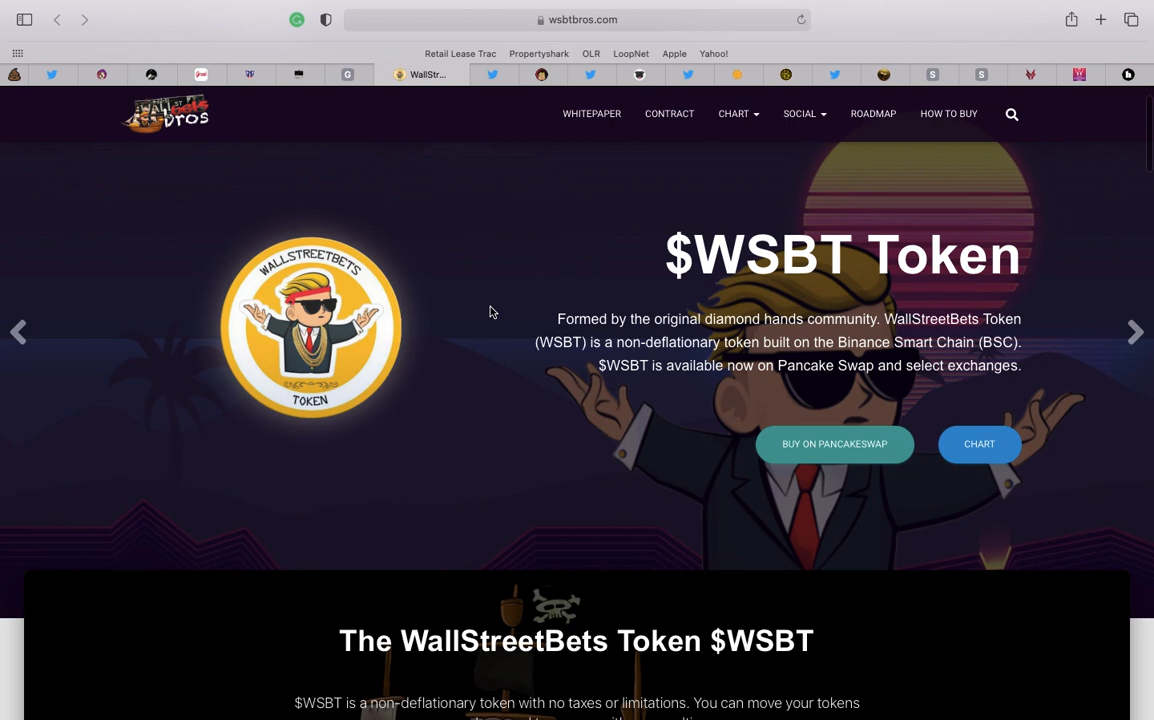 wsbtbros.com
Retail Lease Trac Propertyshark OLR LoopNet Apple Yahoo!
WallStr...
WALLSTREETBETS
Bros
WHITEPAPER CONTRACT CHART SOCIAL ROADMAP HOW TO BUY
WALLSTREETBETS
TOKEN
$WSBT Token
Formed by the original diamond hands community. WallStreetBets Token
(WSBT) is a non-deflationary token built on the Binance Smart Chain (BSC).
$WSBT is available now on Pancake Swap and select exchanges.
BUY ON PANCAKESWAP CHART
The WallStreetBets Token $WSBT
$WSBT is a non-deflationary token with no taxes or limitations. You can move your tokens